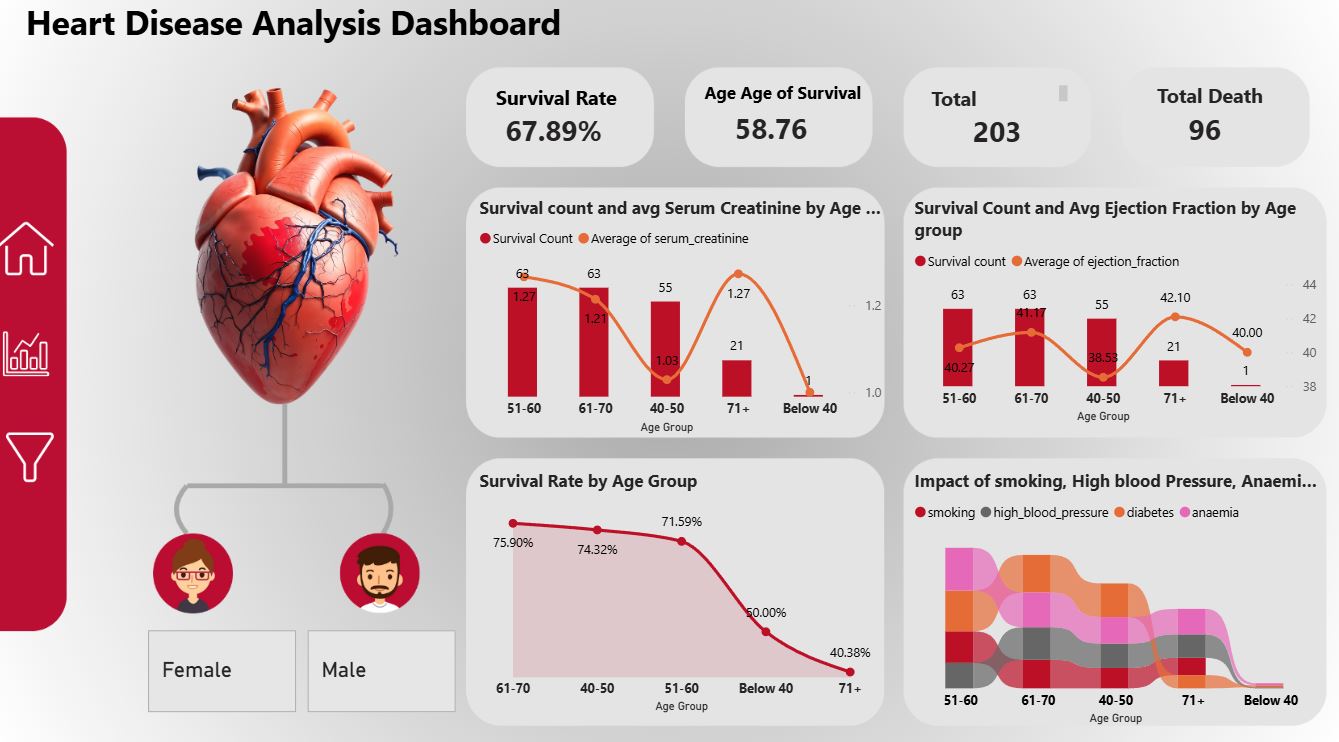 Heart Disease Analysis Dashboard
Survival Rate
67.89%
Age Age of Survival
58.76
Total
203
Total Death
96
Survival count and avg Serum Creatinine by Age ...
Survival Count Average of serum_creatinine
63
63
55
21
1
1.27
1.21
1.03
1.27
1.2
1.0
51-60 61-70 40-50 71+ Below 40
Age Group
Survival Count and Avg Ejection Fraction by Age
group
Survival count Average of ejection_fraction
63
63
55
21
1
40.27
41.17
38.53
42.10
40.00
44
42
40
38
51-60 61-70 40-50 71+ Below 40
Age Group
Survival Rate by Age Group
75.90%
74.32%
71.59%
50.00%
40.38%
61-70 40-50 51-60 Below 40 71+
Age Group
Impact of smoking, High blood Pressure, Anaemi...
smoking high_blood_pressure diabetes anaemia
51-60 61-70 40-50 71+ Below 40
Age Group
Female
Male